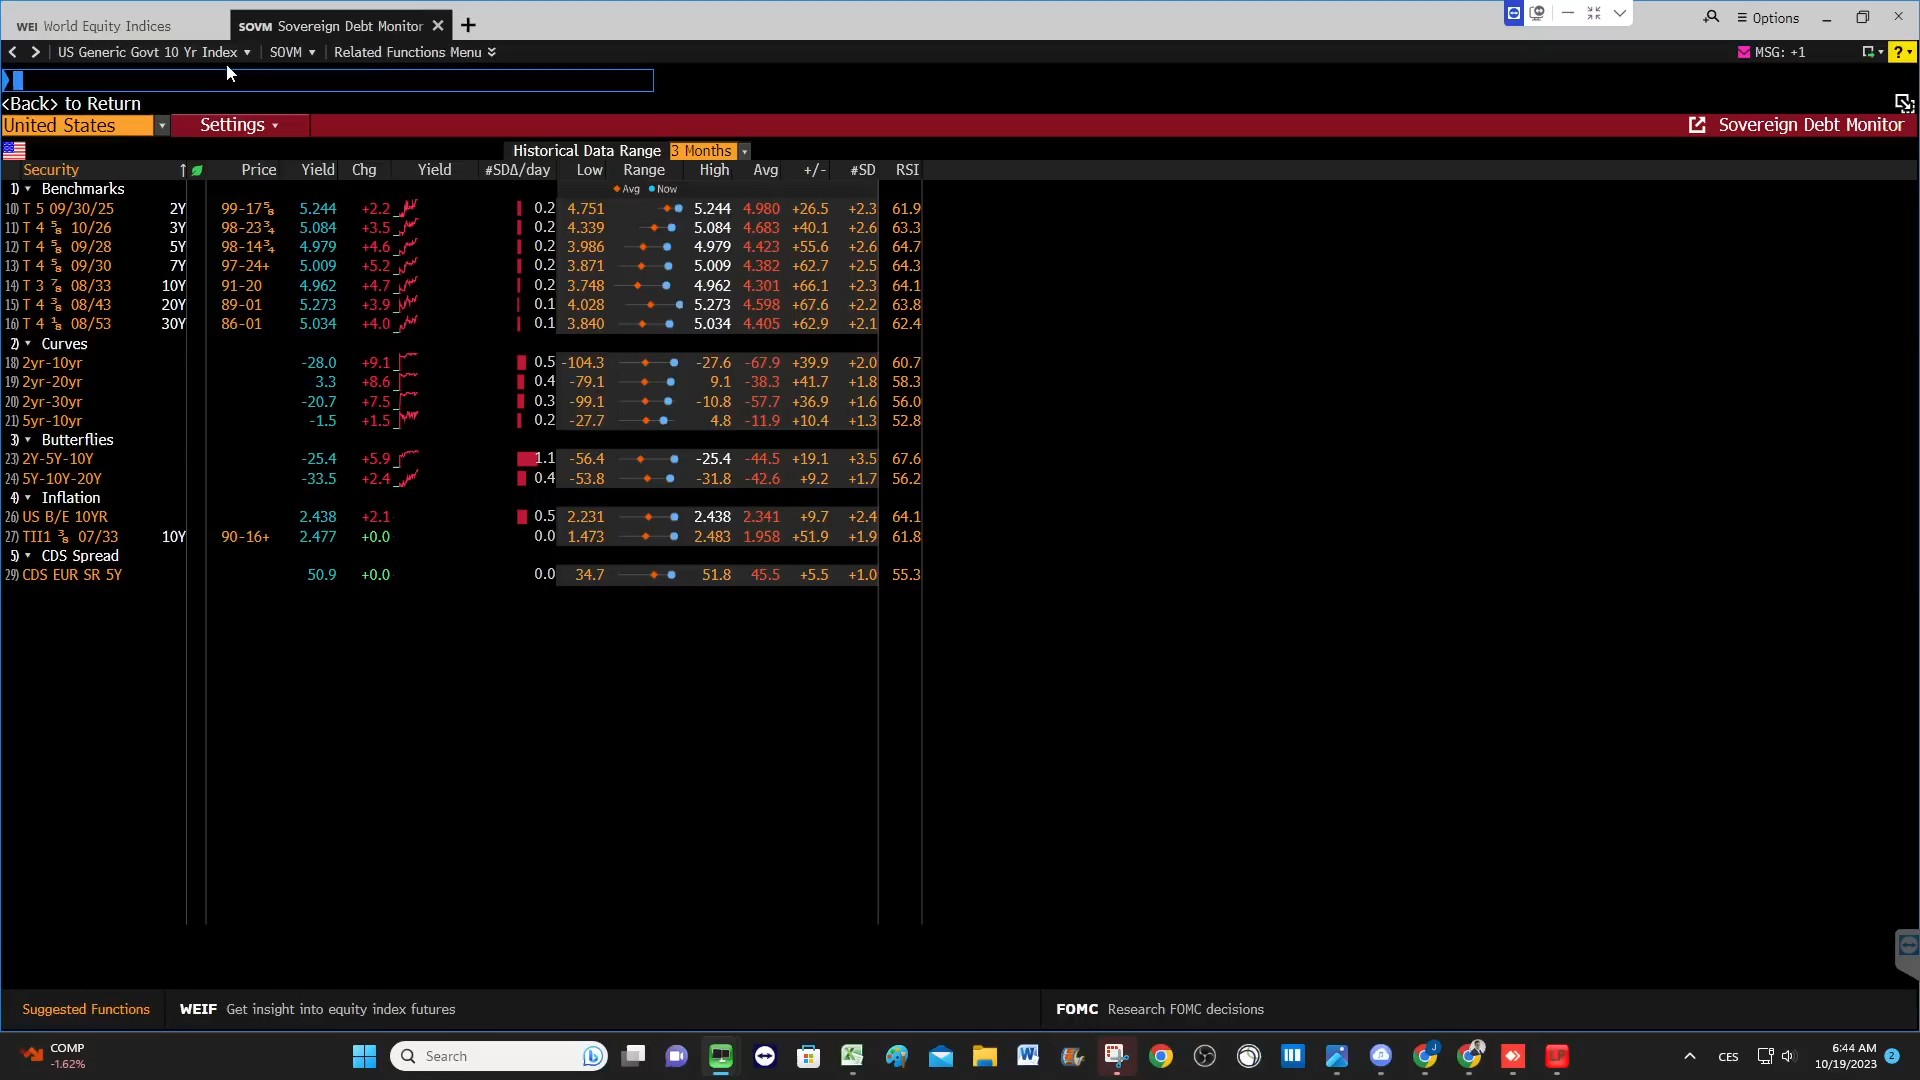 WEI World Equity Indices
SOVM Sovereign Debt Monitor
Options
US Generic Govt 10 Yr Index SOVM Related Functions Menu MSG: +1 ?
<Back> to Return
United States Settings Sovereign Debt Monitor
Historical Data Range 3 Months
Security Price Yield Chg Yield #SDΔ/day Low Range High Avg +/- #SD RSI
1) Benchmarks Avg Now
10) T 5 09/30/25 2Y 99-17⅝ 5.244 +2.2 0.2 4.751 5.244 4.980 +26.5 +2.3 61.9
11) T 4 ⅝ 10/26 3Y 98-23¾ 5.084 +3.5 0.2 4.339 5.084 4.683 +40.1 +2.6 63.3
12) T 4 ⅝ 09/28 5Y 98-14¾ 4.979 +4.6 0.2 3.986 4.979 4.423 +55.6 +2.6 64.7
13) T 4 ⅝ 09/30 7Y 97-24+ 5.009 +5.2 0.2 3.871 5.009 4.382 +62.7 +2.5 64.3
14) T 3 ⅞ 08/33 10Y 91-20 4.962 +4.7 0.2 3.748 4.962 4.301 +66.1 +2.3 64.1
15) T 4 ⅜ 08/43 20Y 89-01 5.273 +3.9 0.1 4.028 5.273 4.598 +67.6 +2.2 63.8
16) T 4 ⅛ 08/53 30Y 86-01 5.034 +4.0 0.1 3.840 5.034 4.405 +62.9 +2.1 62.4
2) Curves
18) 2yr-10yr -28.0 +9.1 0.5 -104.3 -27.6 -67.9 +39.9 +2.0 60.7
19) 2yr-20yr 3.3 +8.6 0.4 -79.1 9.1 -38.3 +41.7 +1.8 58.3
20) 2yr-30yr -20.7 +7.5 0.3 -99.1 -10.8 -57.7 +36.9 +1.6 56.0
21) 5yr-10yr -1.5 +1.5 0.2 -27.7 4.8 -11.9 +10.4 +1.3 52.8
3) Butterflies
23) 2Y-5Y-10Y -25.4 +5.9 1.1 -56.4 -25.4 -44.5 +19.1 +3.5 67.6
24) 5Y-10Y-20Y -33.5 +2.4 0.4 -53.8 -31.8 -42.6 +9.2 +1.7 56.2
4) Inflation
26) US B/E 10YR 2.438 +2.1 0.5 2.231 2.438 2.341 +9.7 +2.4 64.1
27) TII1 ⅜ 07/33 10Y 90-16+ 2.477 +0.0 0.0 1.473 2.483 1.958 +51.9 +1.9 61.8
5) CDS Spread
29) CDS EUR SR 5Y 50.9 +0.0 0.0 34.7 51.8 45.5 +5.5 +1.0 55.3
Suggested Functions WEIF Get insight into equity index futures FOMC Research FOMC decisions
COMP
-1.62%
Search
CES
6:44 AM
10/19/2023
2